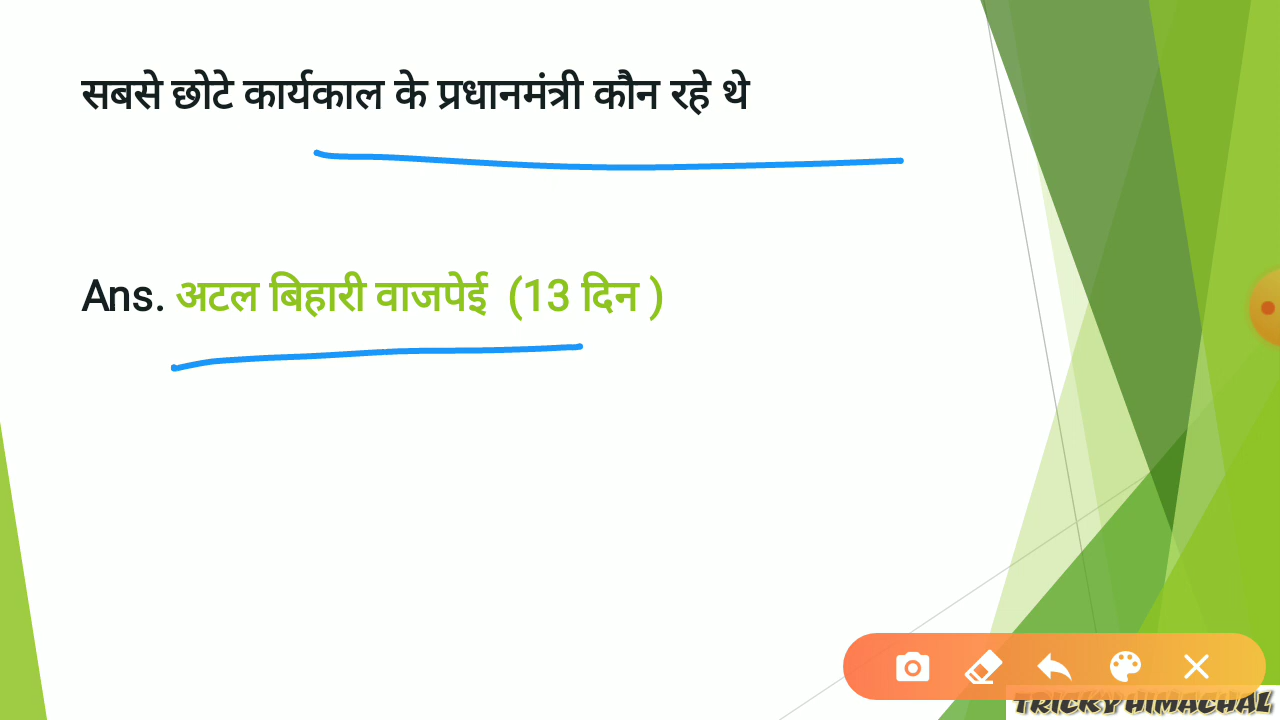 सबसे छोटे कार्यकाल के प्रधानमंत्री कौन रहे थे
Ans. अटल बिहारी वाजपेई (13 दिन )
TRICKY HIMACHAL